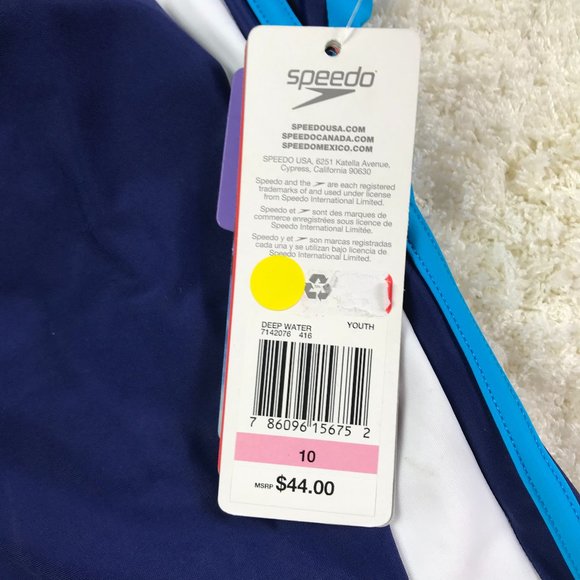 speedo
SPEEDOUSA.COM
SPEEDOCANADA.COM
SPEEDOMEXICO.COM
SPEEDO USA, 6251 Katella Avenue,
Cypress, California 90630
Speedo and the are each registered
trademarks of and used under license
from Speedo International Limited.
Speedo et sont des marques de
commerce enregistrées sous licence de
Speedo International Limitée.
Speedo y et son marcas registradas
cada una y se utilizan bajo licencia de
Speedo International Limited.
DEEP WATER YOUTH
7142076 416
7 86096 15675 2
10
MSRP $44.00